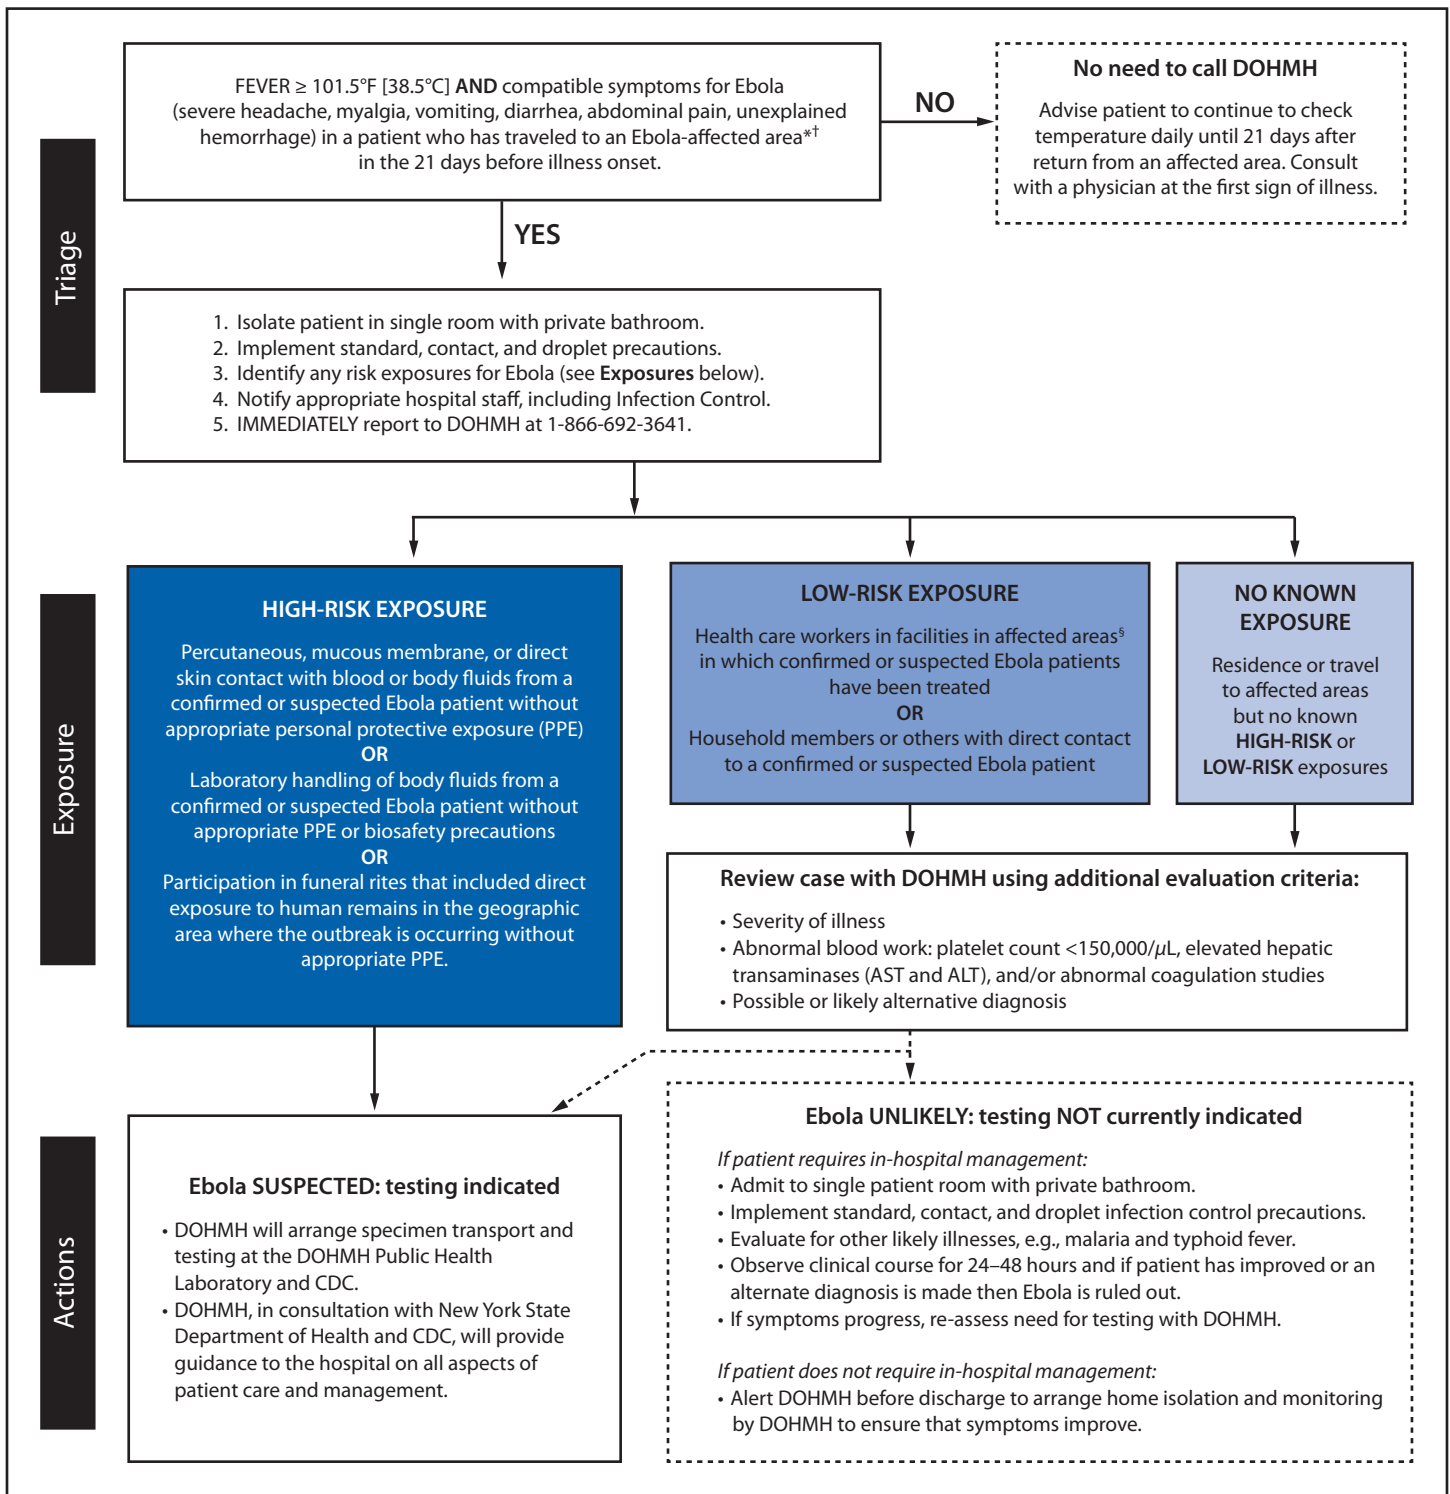 FEVER ≥ 101.5°F [38.5°C] AND compatible symptoms for Ebola
(severe headache, myalgia, vomiting, diarrhea, abdominal pain, unexplained
hemorrhage) in a patient who has traveled to an Ebola-affected area*†
in the 21 days before illness onset.
NO
No need to call DOHMH
Advise patient to continue to check
temperature daily until 21 days after
return from an affected area. Consult
with a physician at the first sign of illness.
Triage
YES
1. Isolate patient in single room with private bathroom.
2. Implement standard, contact, and droplet precautions.
3. Identify any risk exposures for Ebola (see Exposures below).
4. Notify appropriate hospital staff, including Infection Control.
5. IMMEDIATELY report to DOHMH at 1-866-692-3641.
Exposure
HIGH-RISK EXPOSURE
Percutaneous, mucous membrane, or direct
skin contact with blood or body fluids from a
confirmed or suspected Ebola patient without
appropriate personal protective exposure (PPE)
OR
Laboratory handling of body fluids from a
confirmed or suspected Ebola patient without
appropriate PPE or biosafety precautions
OR
Participation in funeral rites that included direct
exposure to human remains in the geographic
area where the outbreak is occurring without
appropriate PPE.
LOW-RISK EXPOSURE
Health care workers in facilities in affected areas§
in which confirmed or suspected Ebola patients
have been treated
OR
Household members or others with direct contact
to a confirmed or suspected Ebola patient
NO KNOWN
EXPOSURE
Residence or travel
to affected areas
but no known
HIGH-RISK or
LOW-RISK exposures
Review case with DOHMH using additional evaluation criteria:
• Severity of illness
• Abnormal blood work: platelet count <150,000/μL, elevated hepatic
transaminases (AST and ALT), and/or abnormal coagulation studies
• Possible or likely alternative diagnosis
Actions
Ebola SUSPECTED: testing indicated
• DOHMH will arrange specimen transport and
testing at the DOHMH Public Health
Laboratory and CDC.
• DOHMH, in consultation with New York State
Department of Health and CDC, will provide
guidance to the hospital on all aspects of
patient care and management.
Ebola UNLIKELY: testing NOT currently indicated
If patient requires in-hospital management:
• Admit to single patient room with private bathroom.
• Implement standard, contact, and droplet infection control precautions.
• Evaluate for other likely illnesses, e.g., malaria and typhoid fever.
• Observe clinical course for 24–48 hours and if patient has improved or an
alternate diagnosis is made then Ebola is ruled out.
• If symptoms progress, re-assess need for testing with DOHMH.
If patient does not require in-hospital management:
• Alert DOHMH before discharge to arrange home isolation and monitoring
by DOHMH to ensure that symptoms improve.